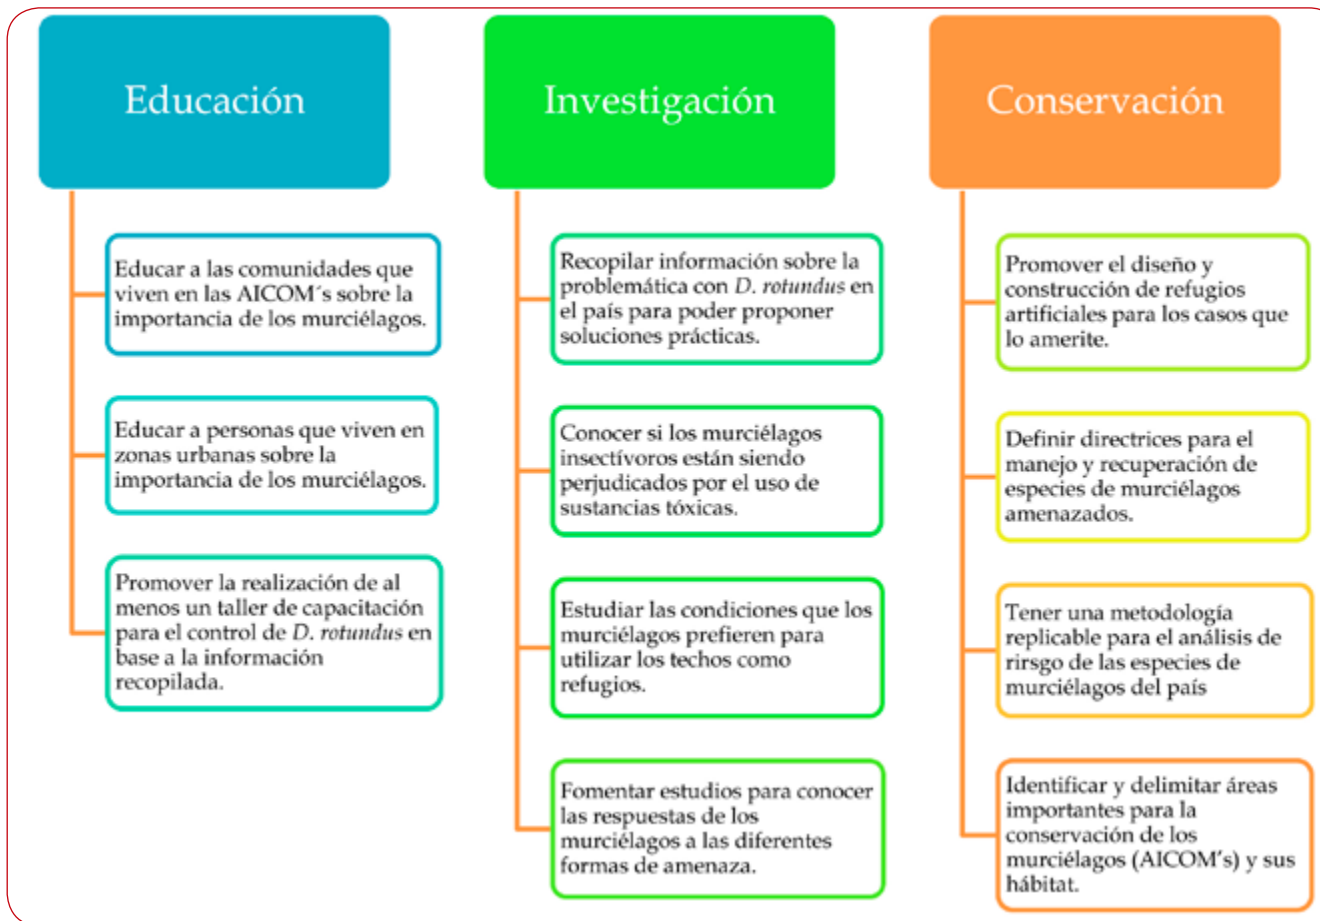 Educación
Educar a las comunidades que
viven en las AICOM´s sobre la
importancia de los murciélagos.
Educar a personas que viven en
zonas urbanas sobre la
importancia de los murciélagos.
Promover la realización de al
menos un taller de capacitación
para el control de D. rotundus en
base a la información
recopilada.
Investigación
Recopilar información sobre la
problemática con D. rotundus en
el país para poder proponer
soluciones prácticas.
Conocer si los murciélagos
insectívoros están siendo
perjudicados por el uso de
sustancias tóxicas.
Estudiar las condiciones que los
murciélagos prefieren para
utilizar los techos como
refugios.
Fomentar estudios para conocer
las respuestas de los
murciélagos a las diferentes
formas de amenaza.
Conservación
Promover el diseño y
construcción de refugios
artificiales para los casos que
lo amerite.
Definir directrices para el
manejo y recuperación de
especies de murciélagos
amenazados.
Tener una metodología
replicable para el análisis de
rirsgo de las especies de
murciélagos del país
Identificar y delimitar áreas
importantes para la
conservación de los
murciélagos (AICOM's) y sus
hábitat.